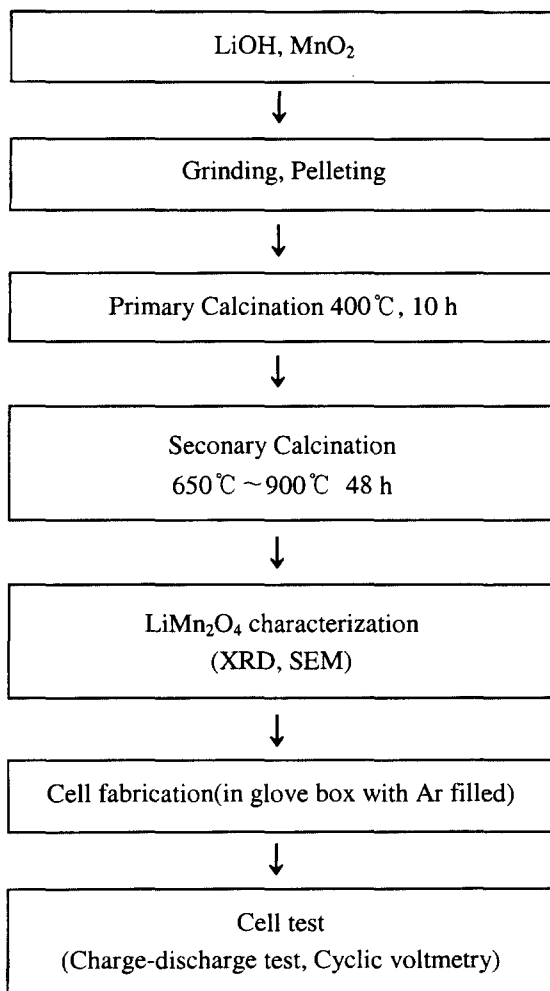 LiOH, MnO₂
↓
Grinding, Pelleting
↓
Primary Calcination 400℃, 10 h
↓
Seconary Calcination
650℃ ~ 900℃ 48 h
↓
LiMn₂O₄ characterization
(XRD, SEM)
↓
Cell fabrication(in glove box with Ar filled)
↓
Cell test
(Charge-discharge test, Cyclic voltmetry)